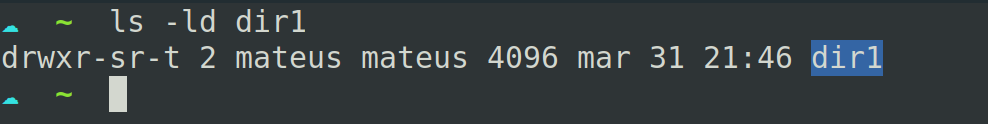 ☁ ~ ls -ld dir1
drwxr-sr-t 2 mateus mateus 4096 mar 31 21:46 dir1
☁ ~